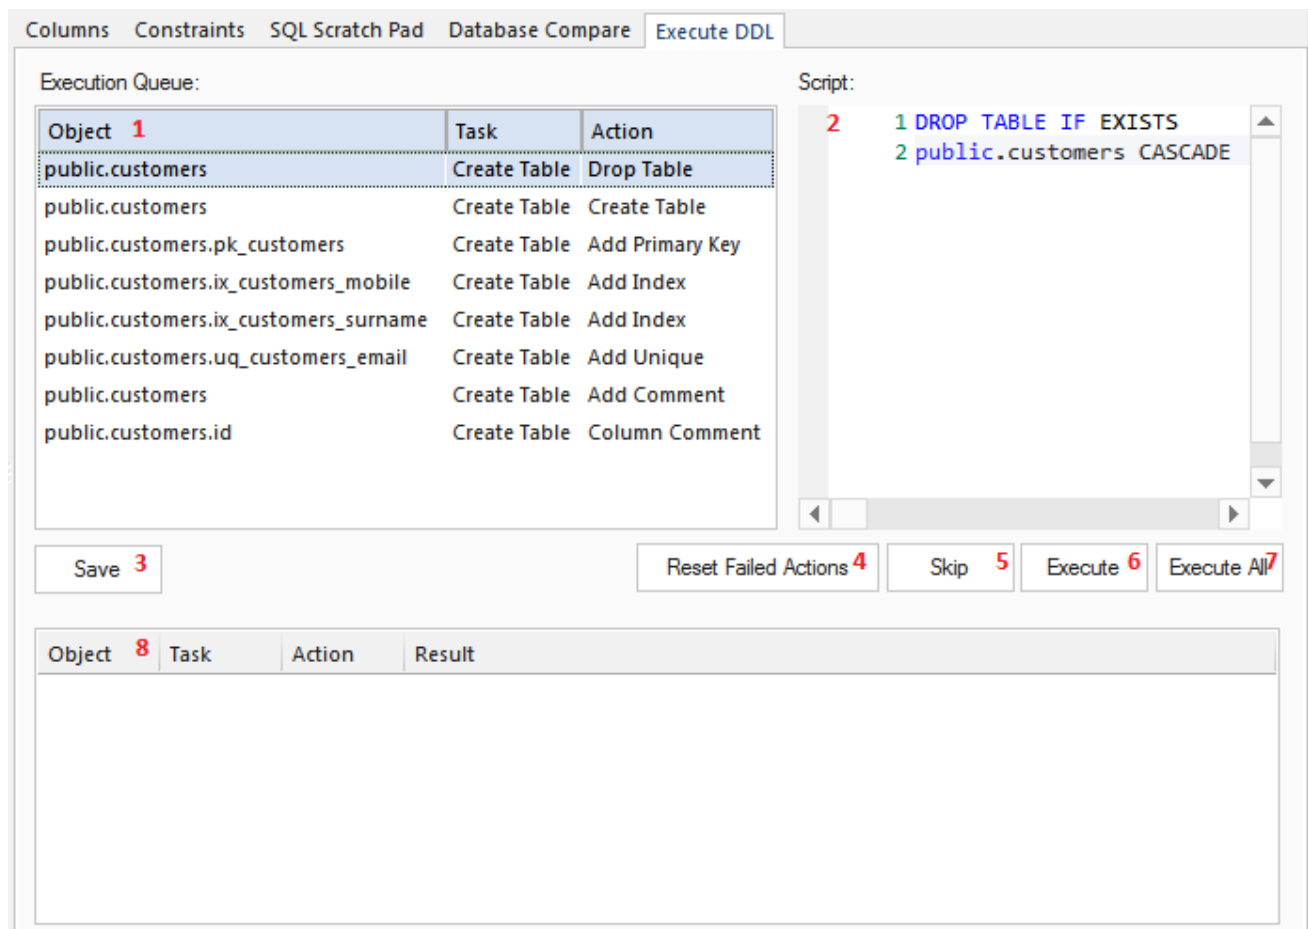 Columns Constraints SQL Scratch Pad Database Compare Execute DDL
Execution Queue: Script:
Object 1 Task Action
public.customers Create Table Drop Table
public.customers Create Table Create Table
public.customers.pk_customers Create Table Add Primary Key
public.customers.ix_customers_mobile Create Table Add Index
public.customers.ix_customers_surname Create Table Add Index
public.customers.uq_customers_email Create Table Add Unique
public.customers Create Table Add Comment
public.customers.id Create Table Column Comment
2 1 DROP TABLE IF EXISTS
2 public.customers CASCADE
Save 3 Reset Failed Actions 4 Skip 5 Execute 6 Execute All 7
Object 8 Task Action Result